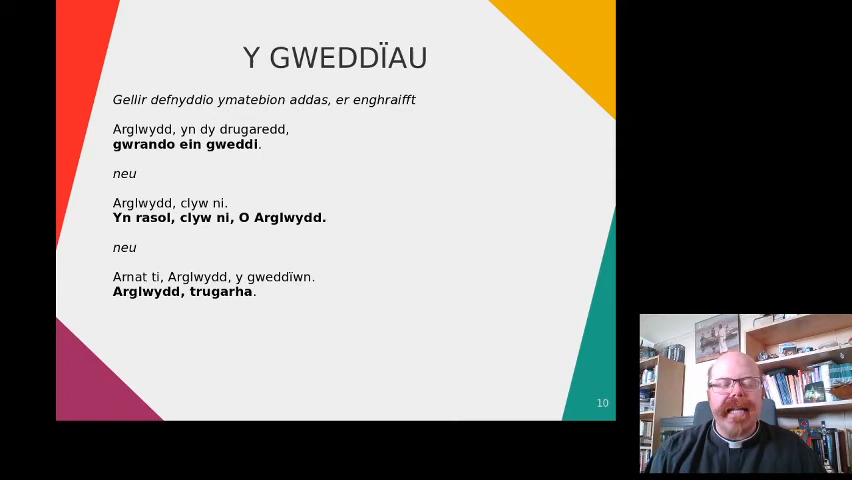 Y GWEDDÏAU
Gellir defnyddio ymatebion addas, er enghraifft
Arglwydd, yn dy drugaredd,
gwrando ein gweddi.
neu
Arglwydd, clyw ni.
Yn rasol, clyw ni, O Arglwydd.
neu
Arnat ti, Arglwydd, y gweddïwn.
Arglwydd, trugarha.
10